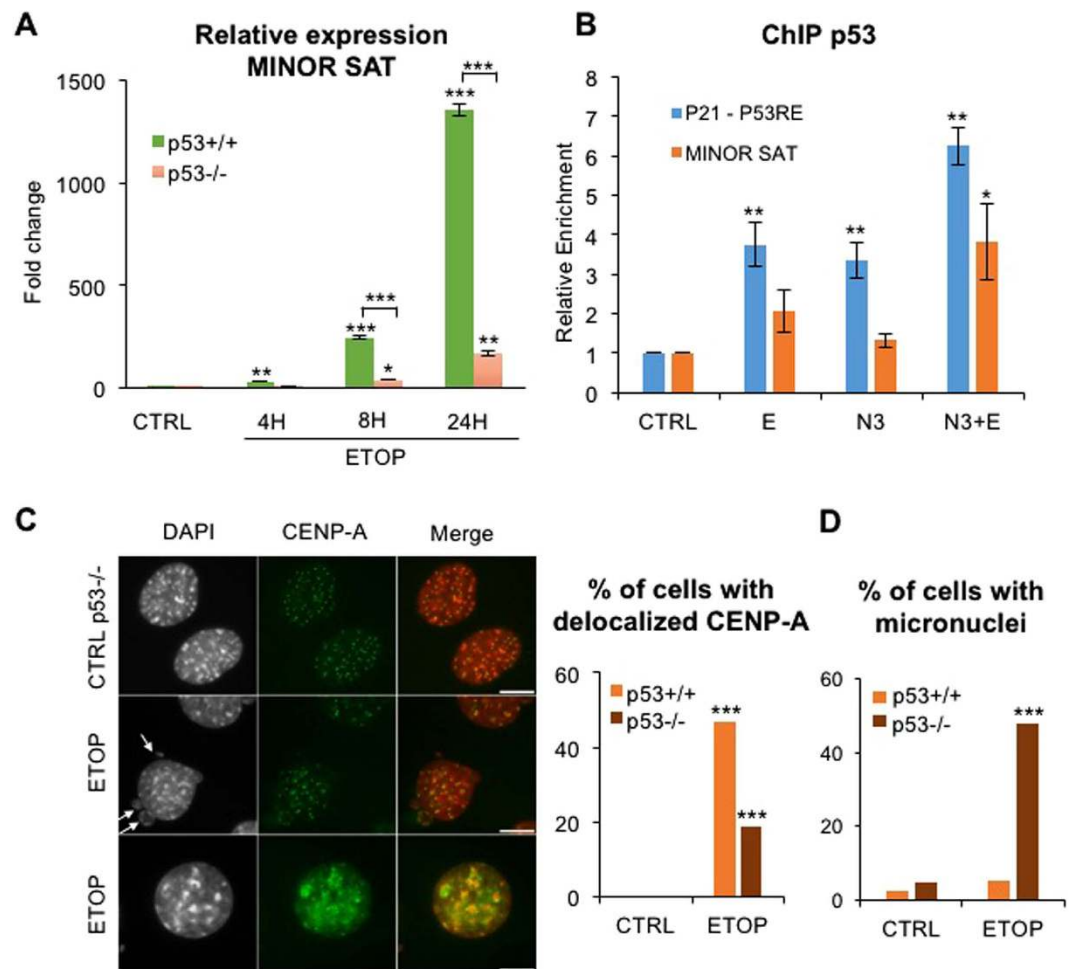 A
Relative expression
MINOR SAT
Fold change
1500
1000
500
0
p53+/+
p53-/-
**
***
***
*
***
***
**
CTRL
4H
8H
24H
ETOP
B
ChIP p53
Relative Enrichment
8
7
6
5
4
3
2
1
0
P21 - P53RE
MINOR SAT
**
**
**
*
CTRL
E
N3
N3+E
C
DAPI
CENP-A
Merge
CTRL p53-/-
ETOP
ETOP
% of cells with
delocalized CENP-A
60
40
20
0
p53+/+
p53-/-
***
***
CTRL
ETOP
D
% of cells with
micronuclei
60
40
20
0
p53+/+
p53-/-
***
CTRL
ETOP